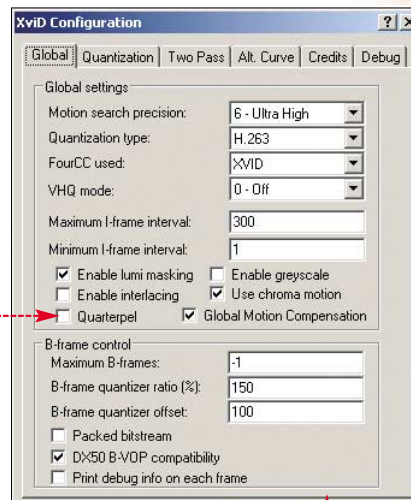 XviD Configuration
Global Quantization Two Pass Alt. Curve Credits Debug
Global settings
Motion search precision: 6 - Ultra High
Quantization type: H.263
FourCC used: XVID
VHQ mode: 0 - Off
Maximum I-frame interval: 300
Minimum I-frame interval: 1
Enable lumi masking Enable greyscale
Enable interlacing Use chroma motion
Quarterpel Global Motion Compensation
B-frame control
Maximum B-frames: -1
B-frame quantizer ratio (%): 150
B-frame quantizer offset: 100
Packed bitstream
DX50 B-VOP compatibility
Print debug info on each frame